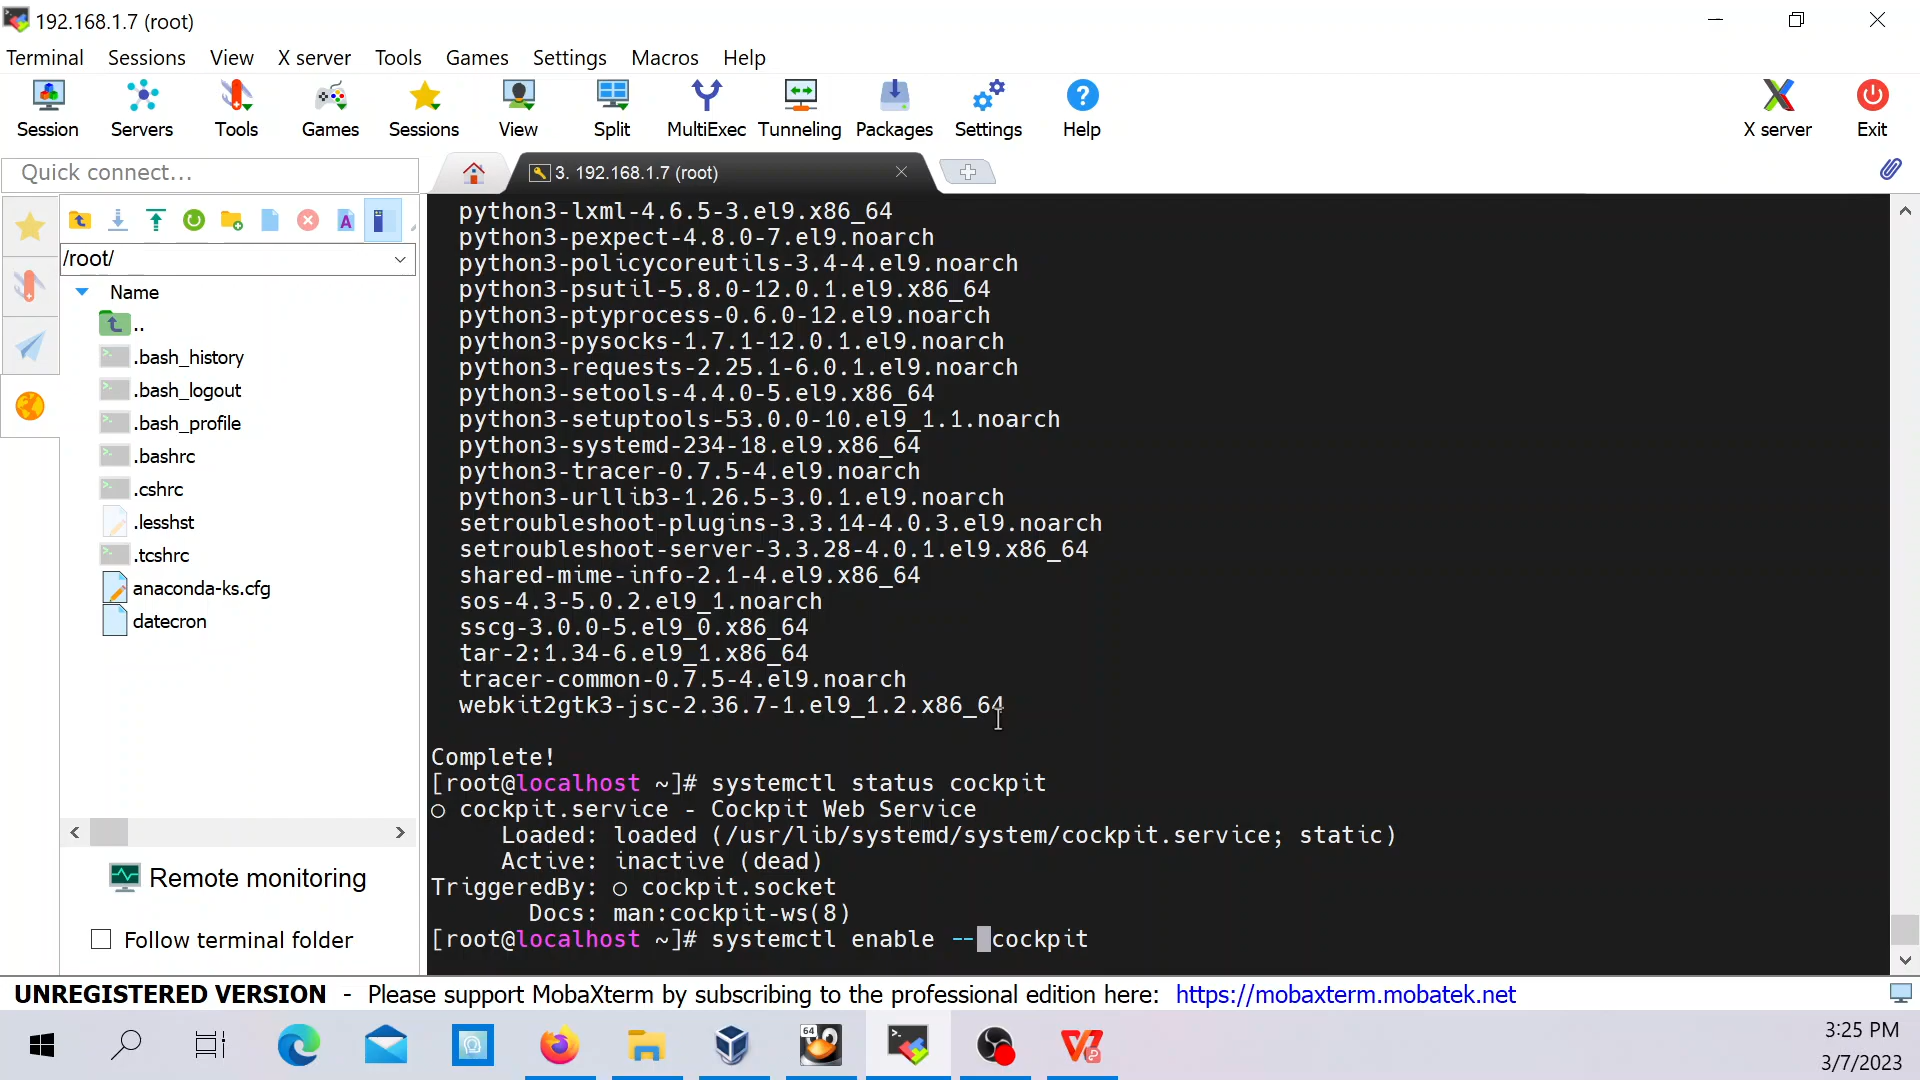 192.168.1.7 (root)
Terminal Sessions View X server Tools Games Settings Macros Help
Session Servers Tools Games Sessions View Split MultiExec Tunneling Packages Settings Help X server Exit
Quick connect...
3. 192.168.1.7 (root)
/root/
Name
..
.bash_history
.bash_logout
.bash_profile
.bashrc
.cshrc
.lesshst
.tcshrc
anaconda-ks.cfg
datecron
Remote monitoring
Follow terminal folder
python3-lxml-4.6.5-3.el9.x86_64
python3-pexpect-4.8.0-7.el9.noarch
python3-policycoreutils-3.4-4.el9.noarch
python3-psutil-5.8.0-12.0.1.el9.x86_64
python3-ptyprocess-0.6.0-12.el9.noarch
python3-pysocks-1.7.1-12.0.1.el9.noarch
python3-requests-2.25.1-6.0.1.el9.noarch
python3-setools-4.4.0-5.el9.x86_64
python3-setuptools-53.0.0-10.el9_1.1.noarch
python3-systemd-234-18.el9.x86_64
python3-tracer-0.7.5-4.el9.noarch
python3-urllib3-1.26.5-3.0.1.el9.noarch
setroubleshoot-plugins-3.3.14-4.0.3.el9.noarch
setroubleshoot-server-3.3.28-4.0.1.el9.x86_64
shared-mime-info-2.1-4.el9.x86_64
sos-4.3-5.0.2.el9_1.noarch
sscg-3.0.0-5.el9_0.x86_64
tar-2:1.34-6.el9_1.x86_64
tracer-common-0.7.5-4.el9.noarch
webkit2gtk3-jsc-2.36.7-1.el9_1.2.x86_64
Complete!
[root@localhost ~]# systemctl status cockpit
○ cockpit.service - Cockpit Web Service
Loaded: loaded (/usr/lib/systemd/system/cockpit.service; static)
Active: inactive (dead)
TriggeredBy: ○ cockpit.socket
Docs: man:cockpit-ws(8)
[root@localhost ~]# systemctl enable -- cockpit
UNREGISTERED VERSION - Please support MobaXterm by subscribing to the professional edition here: https://mobaxterm.mobatek.net
64
3:25 PM
3/7/2023